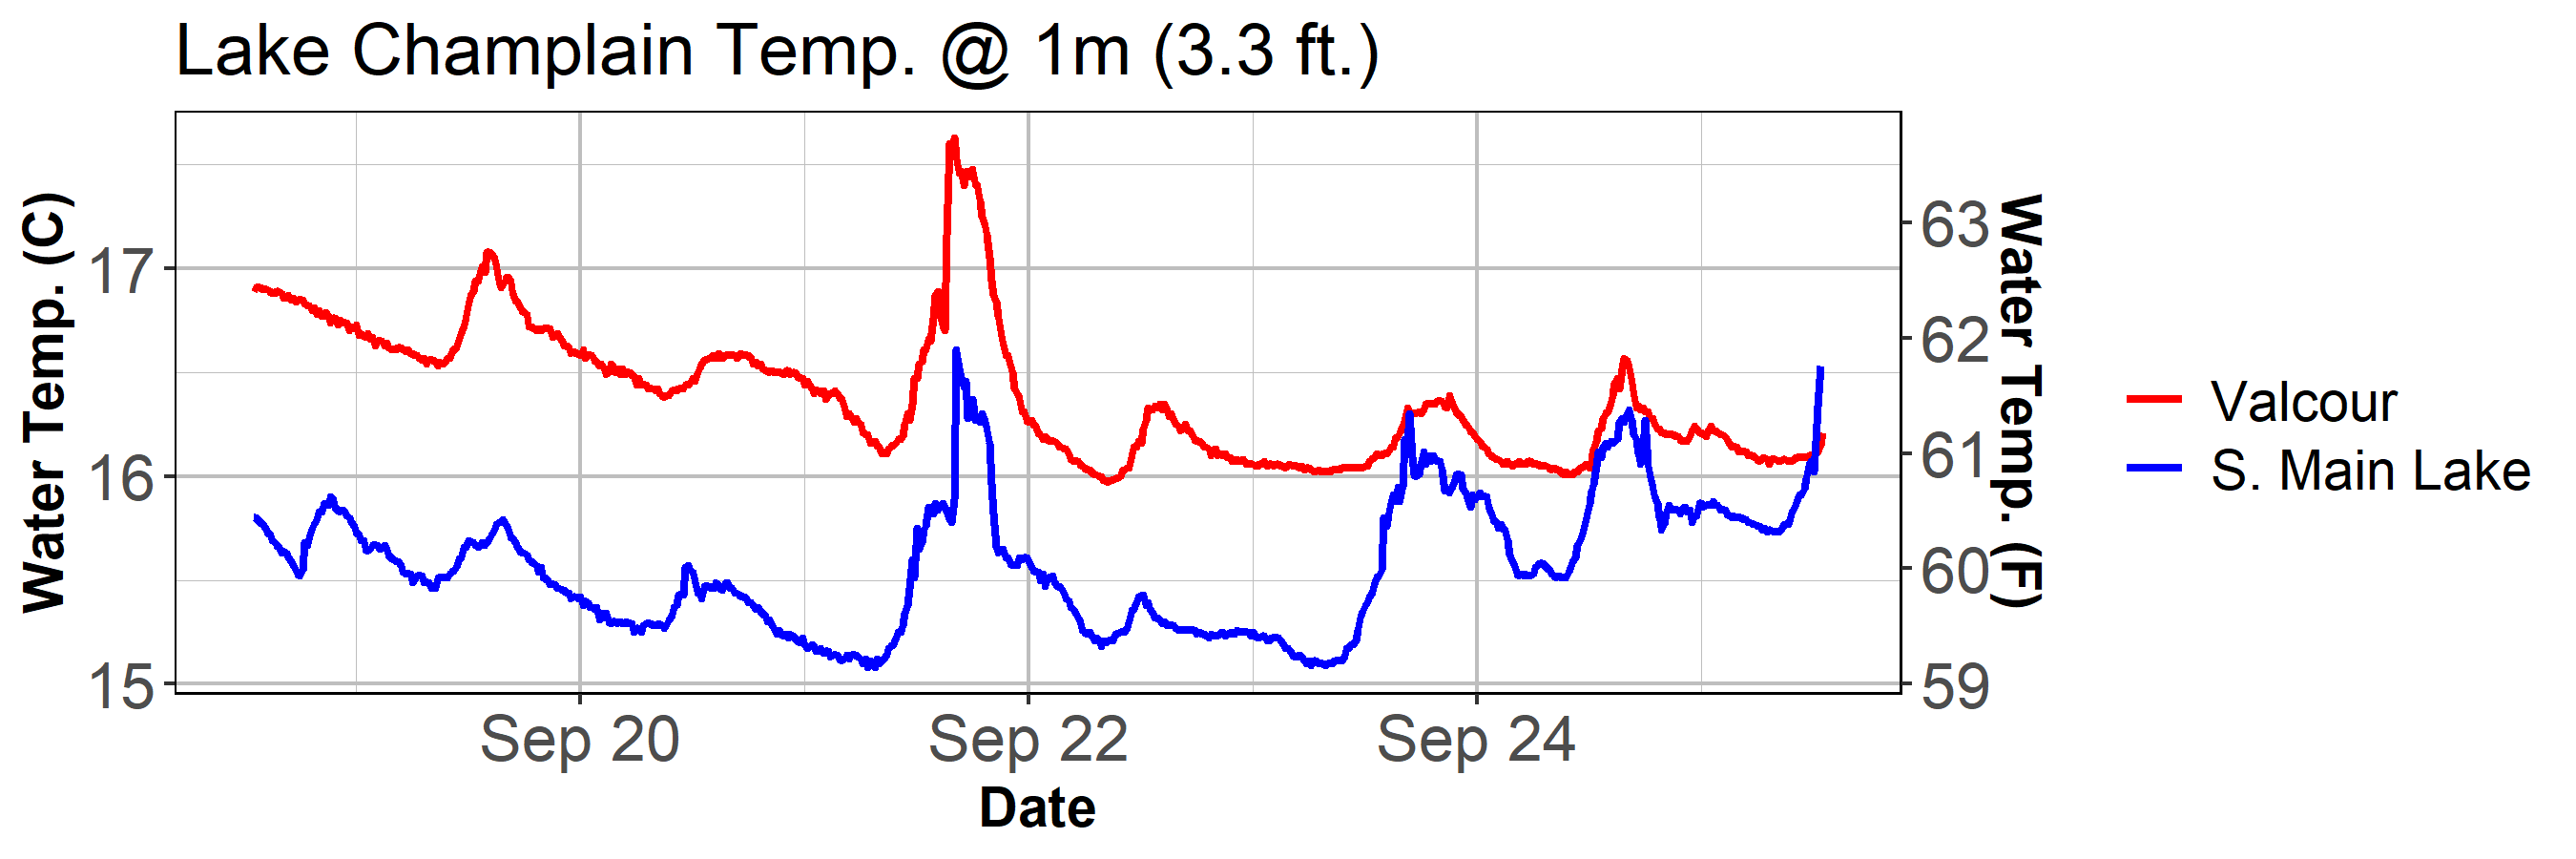 Lake Champlain Temp. @ 1m (3.3 ft.)
Water Temp. (C)
17
16
15
63
62
61
60
59
Water Temp. (F)
Sep 20
Sep 22
Sep 24
Date
Valcour
S. Main Lake